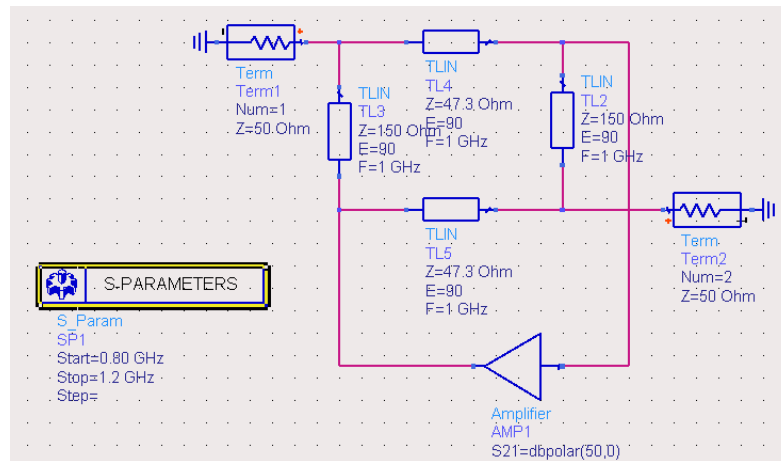 Term
Term1
Num=1
Z=50 Ohm
TLIN
TL3
Z=150 Ohm
E=90
F=1 GHz
TLIN
TL4
Z=47.3 Ohm
E=90
F=1 GHz
TLIN
TL2
Z=150 Ohm
E=90
F=1 GHz
TLIN
TL5
Z=47.3 Ohm
E=90
F=1 GHz
Term
Term2
Num=2
Z=50 Ohm
S-PARAMETERS
S_Param
SP1
Start=0.80 GHz
Stop=1.2 GHz
Step=
Amplifier
AMP1
S21=dbpolar(50,0)